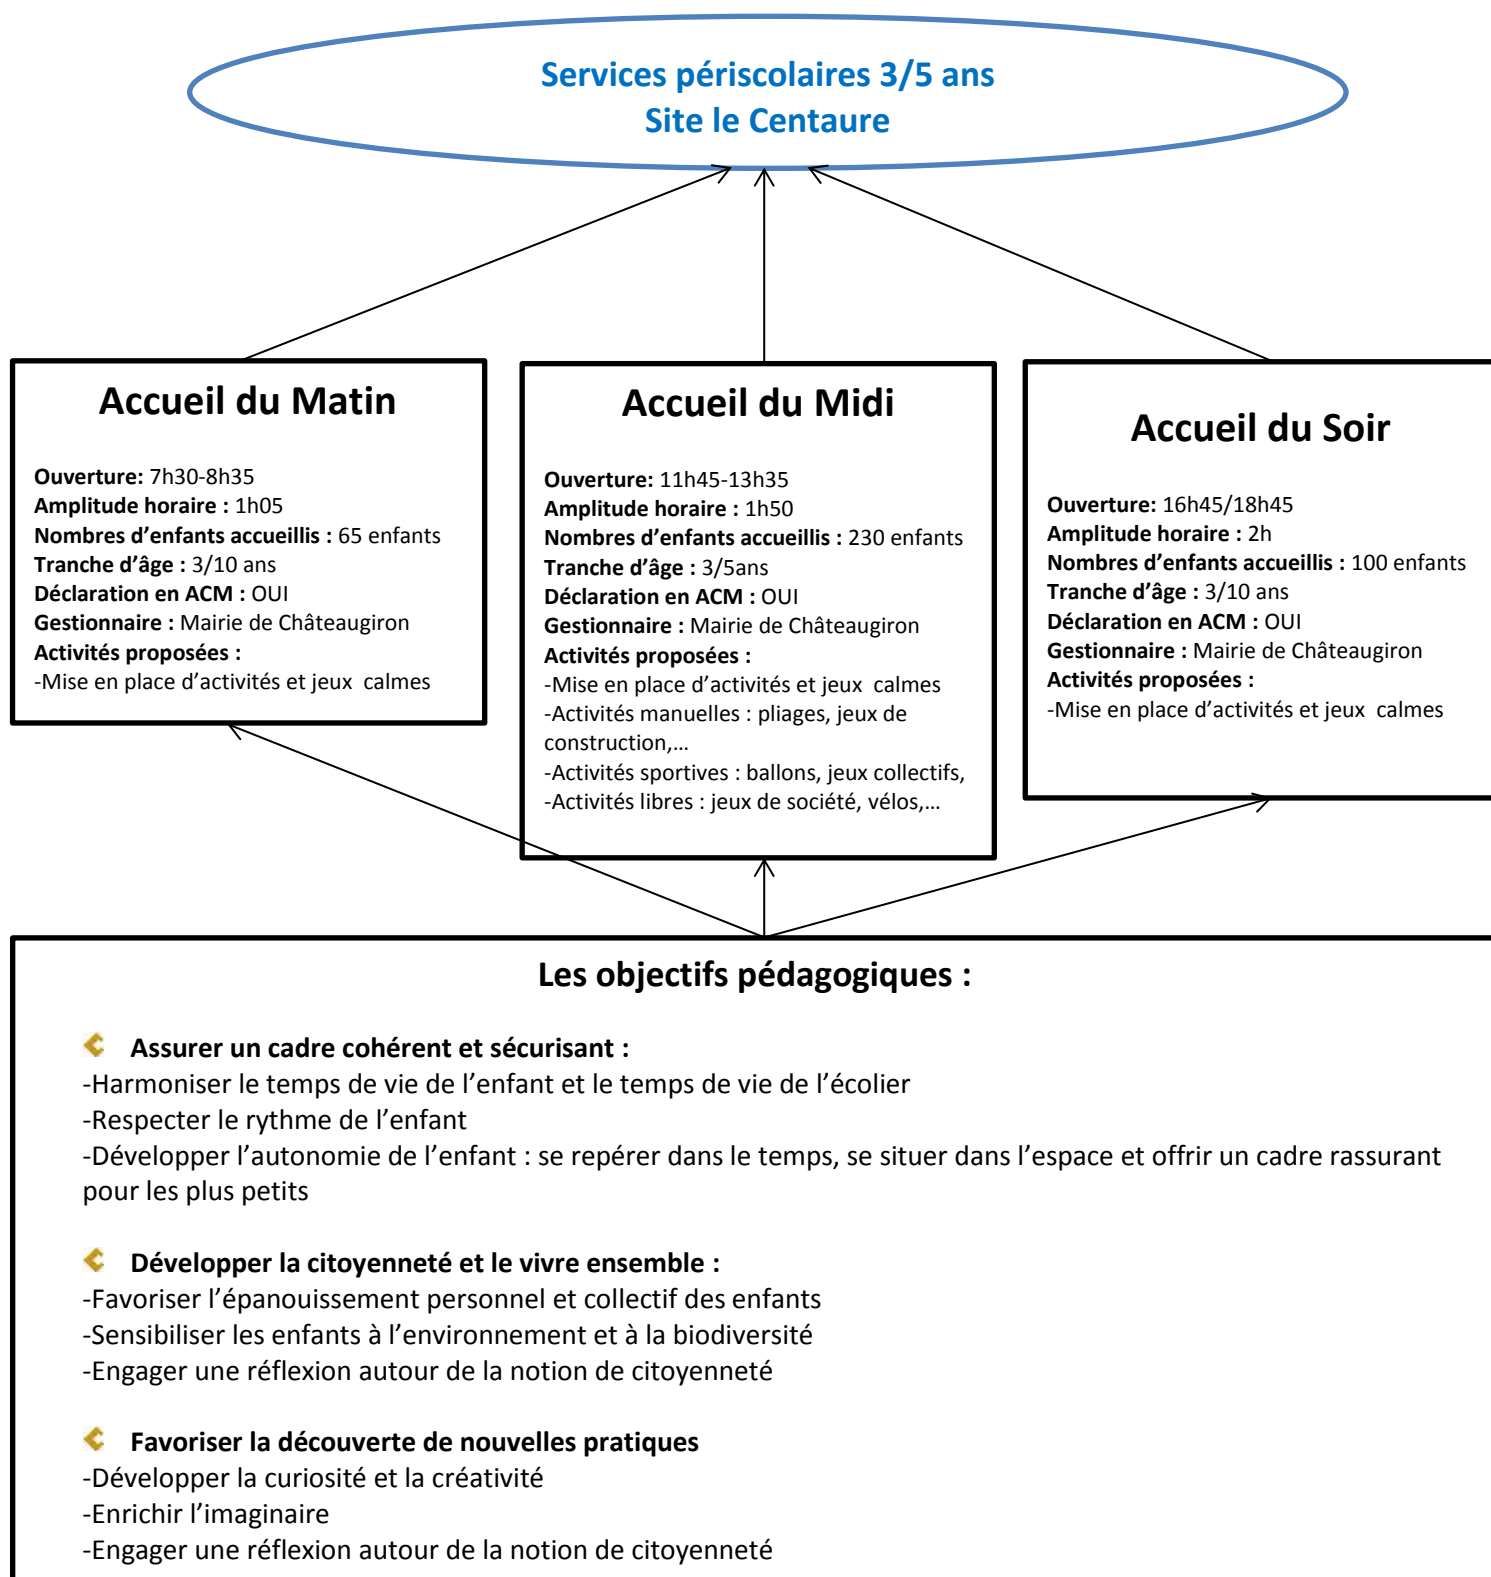 Services périscolaires 3/5 ans
Site le Centaure
Accueil du Matin
Ouverture: 7h30-8h35
Amplitude horaire : 1h05
Nombres d’enfants accueillis : 65 enfants
Tranche d’âge : 3/10 ans
Déclaration en ACM : OUI
Gestionnaire : Mairie de Châteaugiron
Activités proposées :
-Mise en place d’activités et jeux  calmes
Accueil du Midi
Ouverture: 11h45-13h35
Amplitude horaire : 1h50
Nombres d’enfants accueillis : 230 enfants
Tranche d’âge : 3/5ans
Déclaration en ACM : OUI
Gestionnaire : Mairie de Châteaugiron
Activités proposées :
-Mise en place d’activités et jeux  calmes
-Activités manuelles : pliages, jeux de
construction,…
-Activités sportives : ballons, jeux collectifs,
-Activités libres : jeux de société, vélos,…
Accueil du Soir
Ouverture: 16h45/18h45
Amplitude horaire : 2h
Nombres d’enfants accueillis : 100 enfants
Tranche d’âge : 3/10 ans
Déclaration en ACM : OUI
Gestionnaire : Mairie de Châteaugiron
Activités proposées :
-Mise en place d’activités et jeux  calmes
Les objectifs pédagogiques :
Assurer un cadre cohérent et sécurisant :
-Harmoniser le temps de vie de l’enfant et le temps de vie de l’écolier
-Respecter le rythme de l’enfant
-Développer l’autonomie de l’enfant : se repérer dans le temps, se situer dans l’espace et offrir un cadre rassurant
pour les plus petits
Développer la citoyenneté et le vivre ensemble :
-Favoriser l’épanouissement personnel et collectif des enfants
-Sensibiliser les enfants à l’environnement et à la biodiversité
-Engager une réflexion autour de la notion de citoyenneté
Favoriser la découverte de nouvelles pratiques
-Développer la curiosité et la créativité
-Enrichir l’imaginaire
-Engager une réflexion autour de la notion de citoyenneté